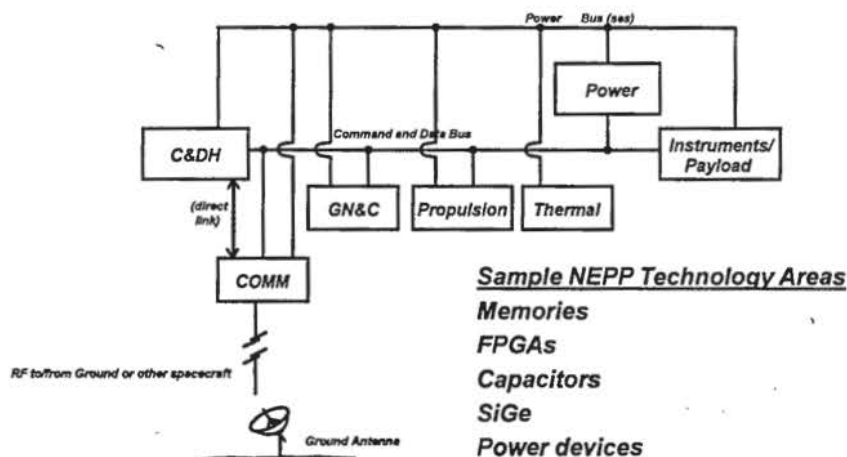 Power Bus (ses)
Power
Command and Data Bus
C&DH
Instruments/
Payload
(direct
link)
GN&C
Propulsion
Thermal
COMM
Sample NEPP Technology Areas
Memories
FPGAs
RF to/from Ground or other spacecraft
Capacitors
SiGe
Ground Antenna
Power devices